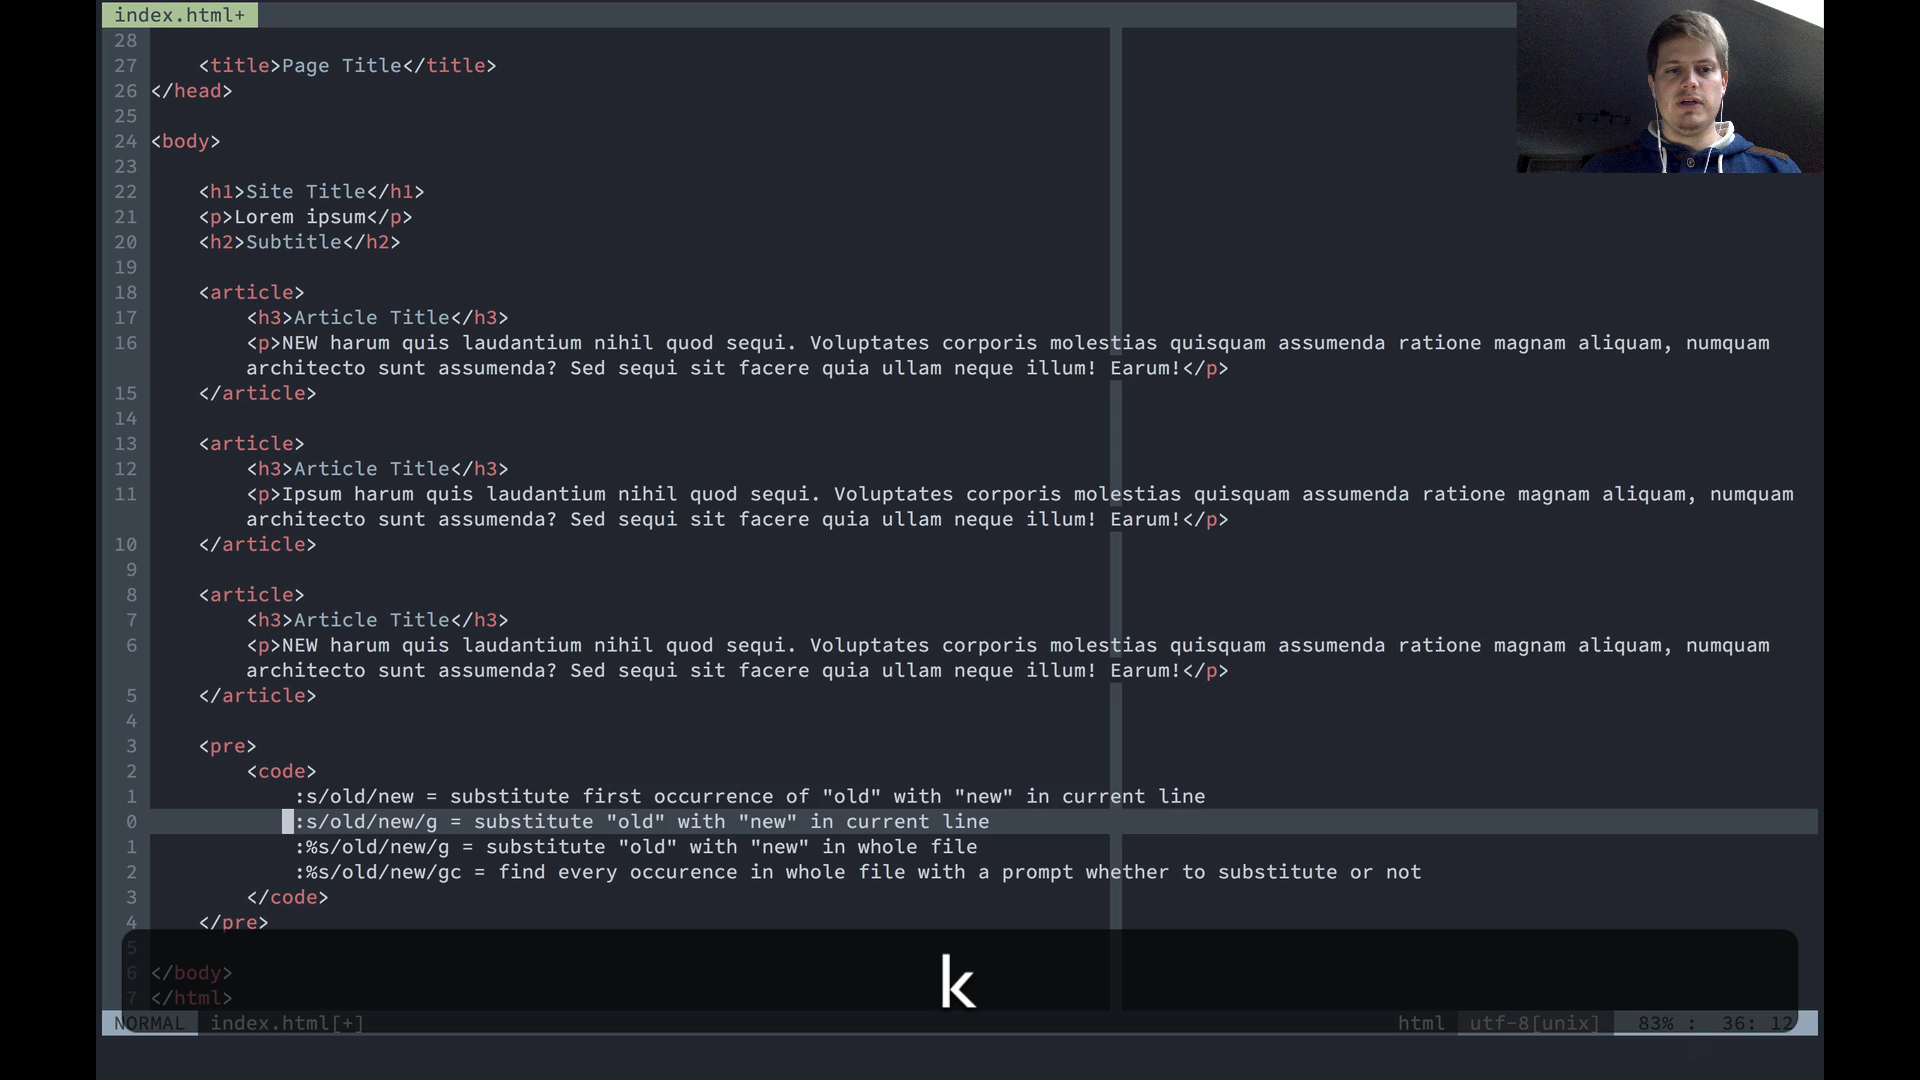 index.html+
28
27 <title>Page Title</title>
26 </head>
25
24 <body>
23
22 <h1>Site Title</h1>
21 <p>Lorem ipsum</p>
20 <h2>Subtitle</h2>
19
18 <article>
17 <h3>Article Title</h3>
16 <p>NEW harum quis laudantium nihil quod sequi. Voluptates corporis molestias quisquam assumenda ratione magnam aliquam, numquam
architecto sunt assumenda? Sed sequi sit facere quia ullam neque illum! Earum!</p>
15 </article>
14
13 <article>
12 <h3>Article Title</h3>
11 <p>Ipsum harum quis laudantium nihil quod sequi. Voluptates corporis molestias quisquam assumenda ratione magnam aliquam, numquam
architecto sunt assumenda? Sed sequi sit facere quia ullam neque illum! Earum!</p>
10 </article>
9
8 <article>
7 <h3>Article Title</h3>
6 <p>NEW harum quis laudantium nihil quod sequi. Voluptates corporis molestias quisquam assumenda ratione magnam aliquam, numquam
architecto sunt assumenda? Sed sequi sit facere quia ullam neque illum! Earum!</p>
5 </article>
4
3 <pre>
2 <code>
1 :s/old/new = substitute first occurrence of "old" with "new" in current line
0 :s/old/new/g = substitute "old" with "new" in current line
1 :%s/old/new/g = substitute "old" with "new" in whole file
2 :%s/old/new/gc = find every occurence in whole file with a prompt whether to substitute or not
3 </code>
4 </pre>
5
6 </body>
7 </html>
k
NORMAL index.html[+] html utf-8[unix] 83% : 36: 12